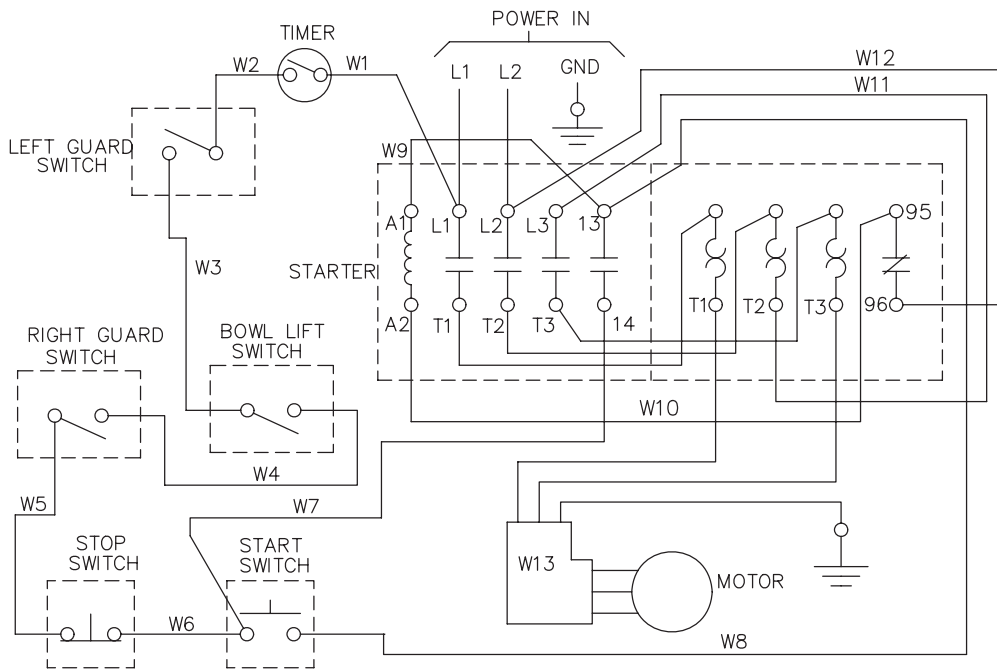 POWER IN
TIMER
L1
L2
GND
W2
W1
W12
W11
LEFT GUARD
SWITCH
W9
A1
L1
L2
L3
13
95
W3
STARTER
A2
T1
T2
T3
14
T1
T2
T3
96
RIGHT GUARD
SWITCH
BOWL LIFT
SWITCH
W10
W4
W5
W7
STOP
SWITCH
START
SWITCH
W13
MOTOR
W6
W8